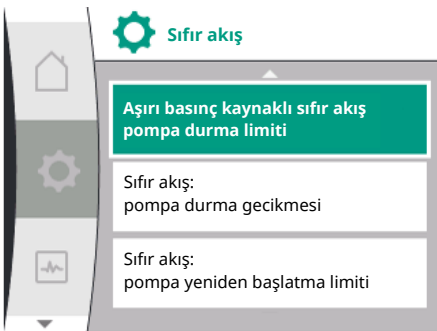 Sıfır akış
Aşırı basınç kaynaklı sıfır akış
pompa durma limiti
Sıfır akış:
pompa durma gecikmesi
Sıfır akış:
pompa yeniden başlatma limiti